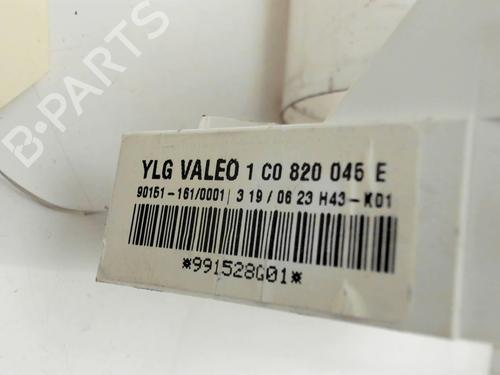 B-PARTS
YLG VALEO 1 C0 820 045 E
90151-161/0001 3 19/06 23 H43-K01
*991528G01*